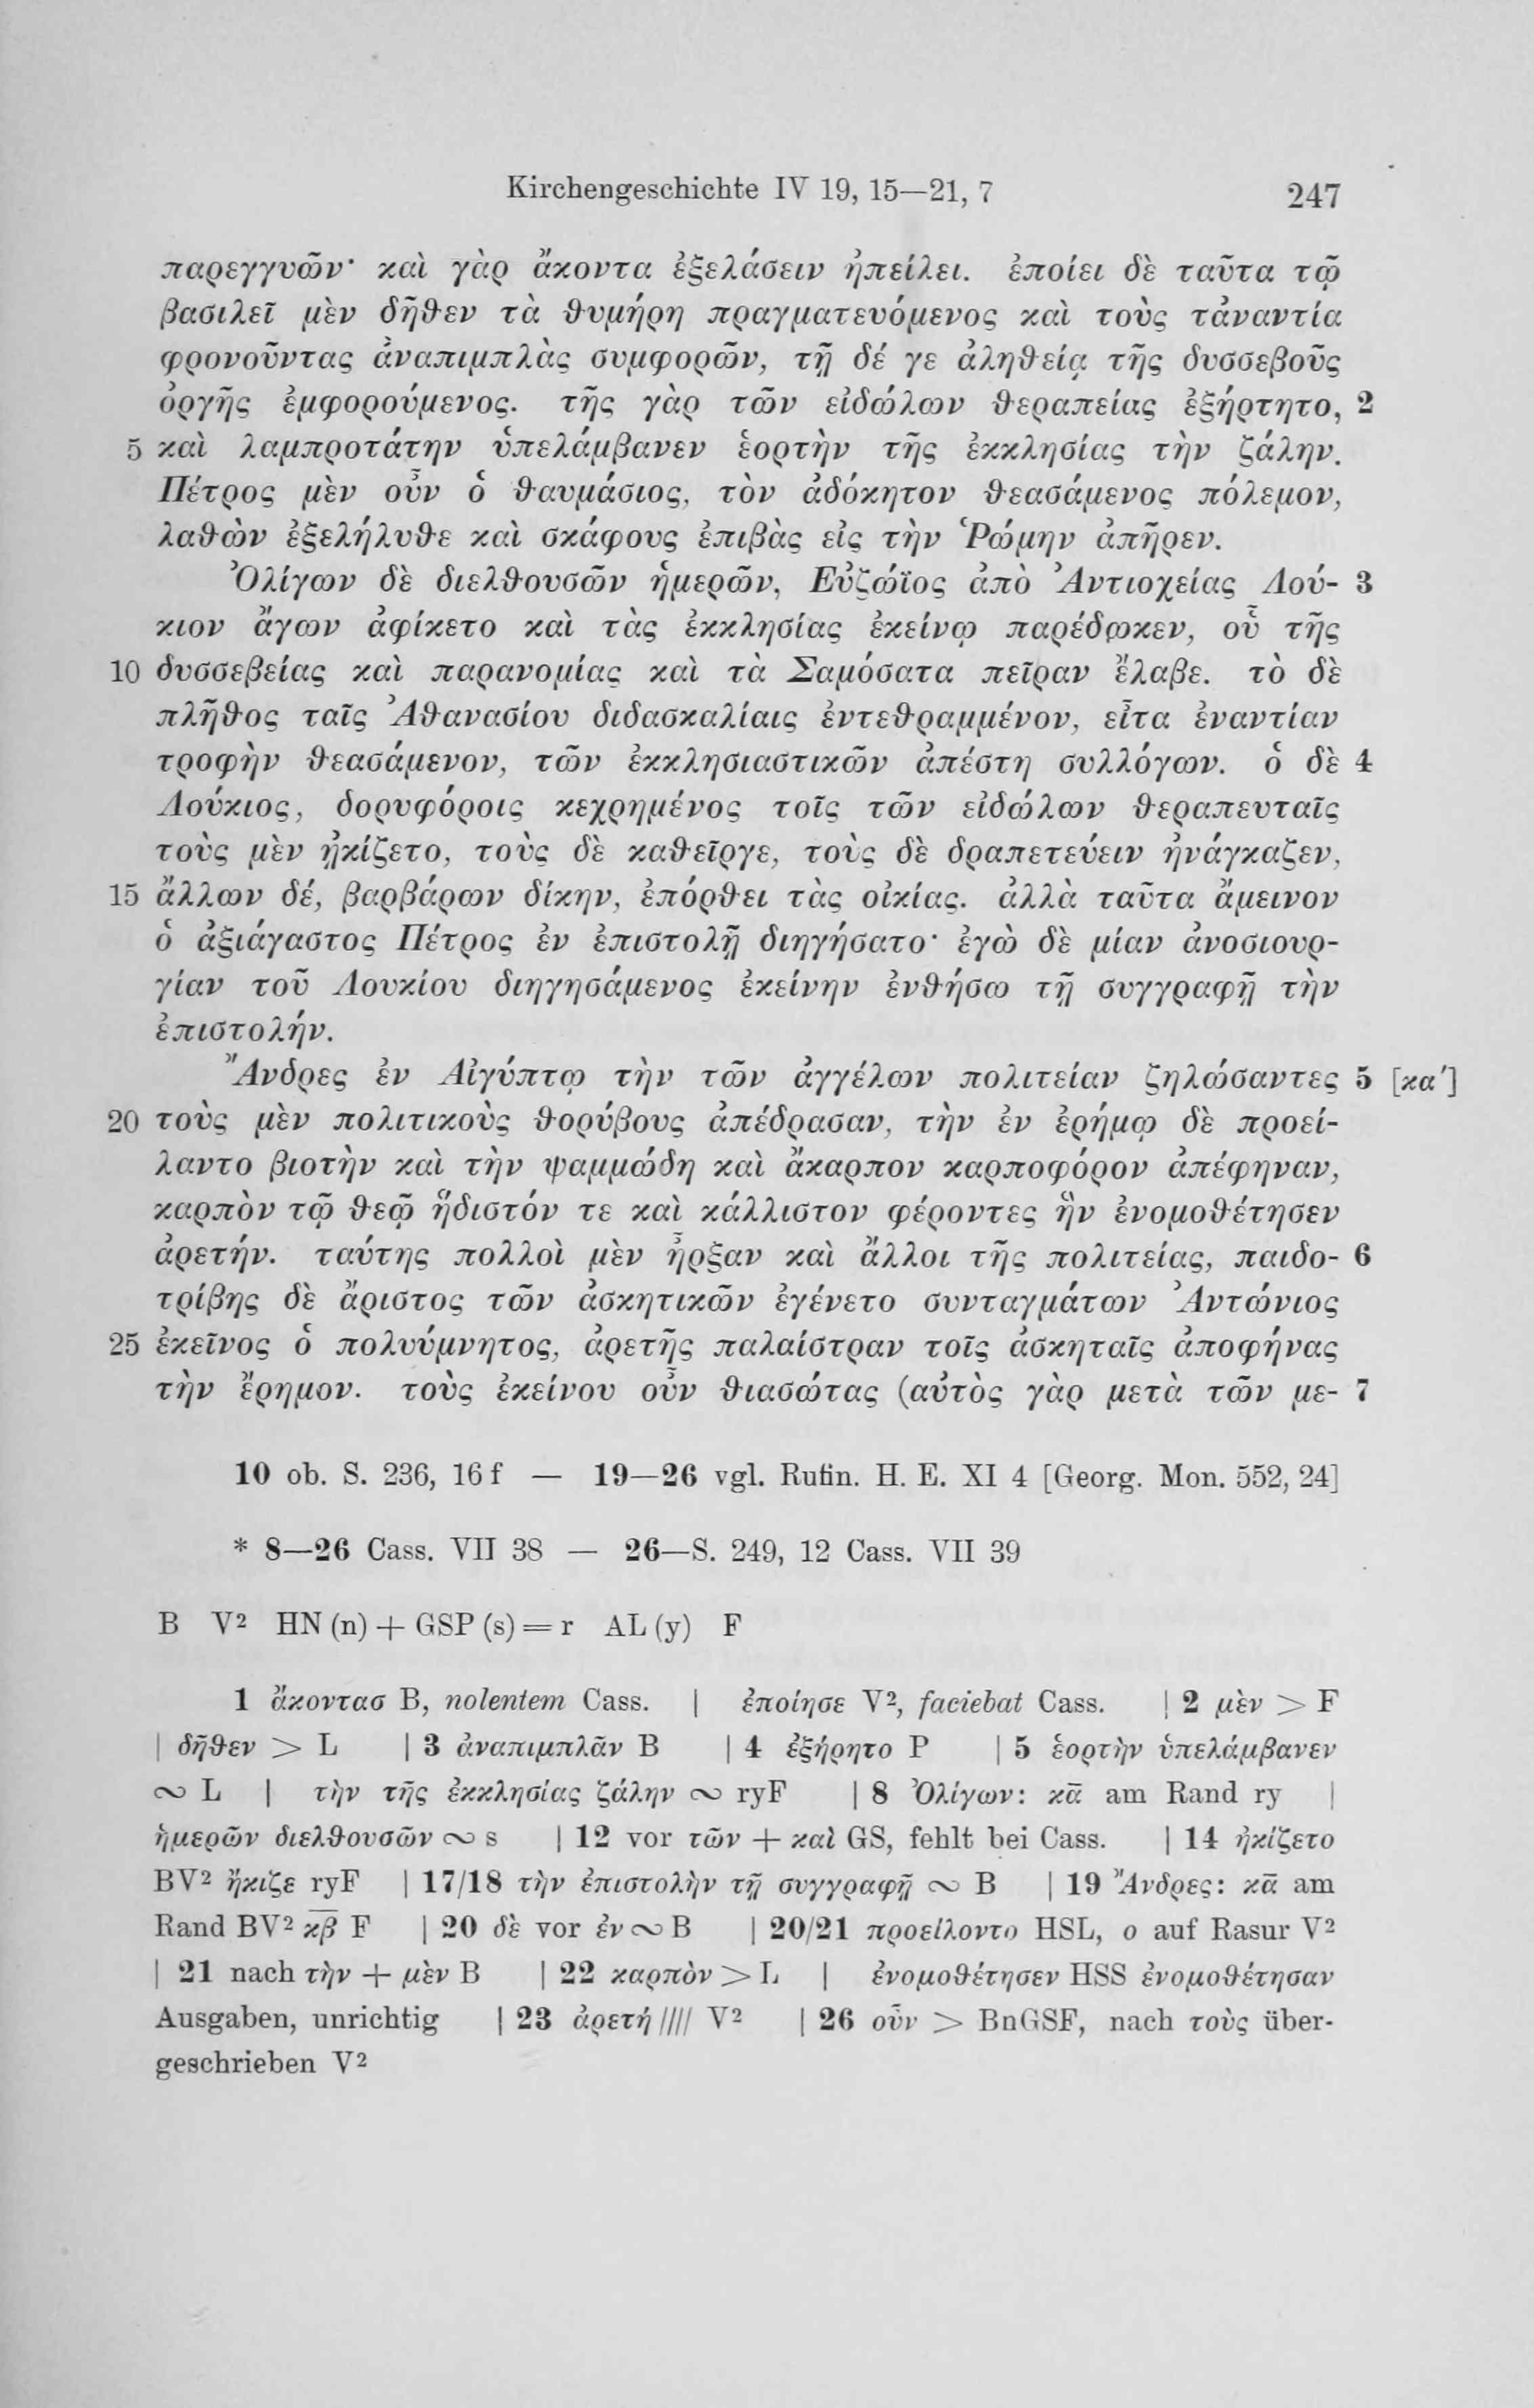 Kirchengeschichte IV 19, 15—21, 7 247
παρεγγυῶν· καὶ γὰρ ἄκοντα ἐξελάσειν ἠπείλει. ἐποίει δὲ ταῦτα τῷ
βασιλεῖ μὲν δῆθεν τὰ θυμήρη πραγματευόμενος καὶ τοὺς τἀναντία
φρονοῦντας ἀναπιμπλὰς συμφορῶν, τῇ δέ γε ἀληθείᾳ τῆς δυσσεβοῦς
ὀργῆς ἐμφορούμενος. τῆς γὰρ τῶν εἰδώλων θεραπείας ἐξήρτητο, 2
5 καὶ λαμπροτάτην ὑπελάμβανεν ἑορτὴν τῆς ἐκκλησίας τὴν ζάλην.
Πέτρος μὲν οὖν ὁ θαυμάσιος, τὸν ἀδόκητον θεασάμενος πόλεμον,
λαθὼν ἐξελήλυθε καὶ σκάφους ἐπιβὰς εἰς τὴν Ῥώμην ἀπῆρεν.
Ὀλίγων δὲ διελθουσῶν ἡμερῶν, Εὐζώϊος ἀπὸ Ἀντιοχείας Λού- 3
κιον ἄγων ἀφίκετο καὶ τὰς ἐκκλησίας ἐκείνῳ παρέδωκεν, οὗ τῆς
10 δυσσεβείας καὶ παρανομίας καὶ τὰ Σαμόσατα πεῖραν ἔλαβε. τὸ δὲ
πλῆθος ταῖς Ἀθανασίου διδασκαλίαις ἐντεθραμμένον, εἶτα ἐναντίαν
τροφὴν θεασάμενον, τῶν ἐκκλησιαστικῶν ἀπέστη συλλόγων. ὁ δὲ 4
Λούκιος, δορυφόροις κεχρημένος τοῖς τῶν εἰδώλων θεραπευταῖς
τοὺς μὲν ᾐκίζετο, τοὺς δὲ καθεῖργε, τοὺς δὲ δραπετεύειν ἠνάγκαζεν,
15 ἄλλων δέ, βαρβάρων δίκην, ἐπόρθει τὰς οἰκίας. ἀλλὰ ταῦτα ἄμεινον
ὁ ἀξιάγαστος Πέτρος ἐν ἐπιστολῇ διηγήσατο· ἐγὼ δὲ μίαν ἀνοσιουρ-
γίαν τοῦ Λουκίου διηγησάμενος ἐκείνην ἐνθήσω τῇ συγγραφῇ τὴν
ἐπιστολήν.
Ἄνδρες ἐν Αἰγύπτῳ τὴν τῶν ἀγγέλων πολιτείαν ζηλώσαντες 5 [κα′]
20 τοὺς μὲν πολιτικοὺς θορύβους ἀπέδρασαν, τὴν ἐν ἐρήμῳ δὲ προεί-
λαντο βιοτὴν καὶ τὴν ψαμμώδη καὶ ἄκαρπον καρποφόρον ἀπέφηναν,
καρπὸν τῷ θεῷ ἥδιστόν τε καὶ κάλλιστον φέροντες ἣν ἐνομοθέτησεν
ἀρετήν. ταύτης πολλοὶ μὲν ἦρξαν καὶ ἄλλοι τῆς πολιτείας, παιδο- 6
τρίβης δὲ ἄριστος τῶν ἀσκητικῶν ἐγένετο συνταγμάτων Ἀντώνιος
25 ἐκεῖνος ὁ πολυύμνητος, ἀρετῆς παλαίστραν τοῖς ἀσκηταῖς ἀποφήνας
τὴν ἔρημον. τοὺς ἐκείνου οὖν θιασώτας (αὐτὸς γὰρ μετὰ τῶν με- 7
10 ob. S. 236, 16 f — 19—26 vgl. Rufin. H. E. XI 4 [Georg. Mon. 552, 24]
* 8—26 Cass. VII 38 — 26—S. 249, 12 Cass. VII 39
B V² HN (n) + GSP (s) = r AL (y) F
1 ἄκοντασ B, nolentem Cass. | ἐποίησε V², faciebat Cass. | 2 μὲν > F
| δῆθεν > L | 3 ἀναπιμπλᾶν B | 4 ἐξήρητο P | 5 ἑορτὴν ὑπελάμβανεν
∾ L | τὴν τῆς ἐκκλησίας ζάλην ∾ ryF | 8 Ὀλίγων: κ̅α̅ am Rand ry |
ἡμερῶν διελθουσῶν ∾ s | 12 vor τῶν + καὶ GS, fehlt bei Cass. | 14 ᾐκίζετο
BV² ᾔκιζε ryF | 17/18 τὴν ἐπιστολὴν τῇ συγγραφῇ ∾ B | 19 Ἄνδρες: κ̅α̅ am
Rand BV² κ̅β̅ F | 20 δὲ vor ἐν ∾ B | 20/21 προείλοντο HSL, ο auf Rasur V²
| 21 nach τὴν + μὲν B | 22 καρπὸν > L | ἐνομοθέτησεν HSS ἐνομοθέτησαν
Ausgaben, unrichtig | 23 ἀρετή //// V² | 26 οὖν > BnGSF, nach τοὺς über-
geschrieben V²